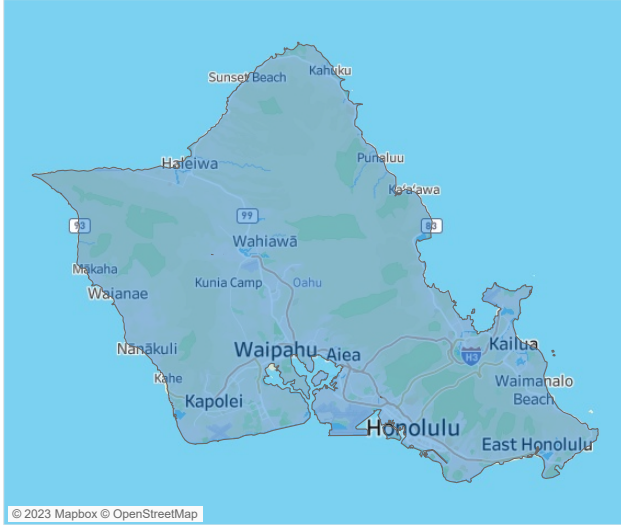 Sunset Beach
Kahuku
Haleiwa
Punaluu
Ka'a'awa
93
99
83
Wahiawā
Mākaha
Waianae
Kunia Camp
Oahu
Nānākuli
Waipahu
Aiea
H3
Kailua
Kahe
Waimanalo
Beach
Kapolei
Honolulu
East Honolulu
© 2023 Mapbox © OpenStreetMap